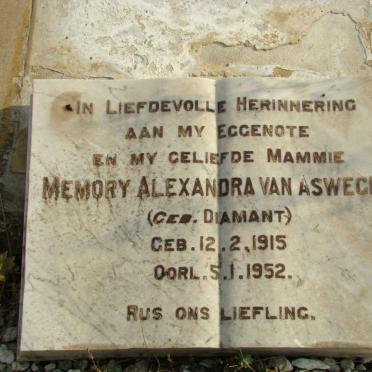 IN LIEFDEVOLLE HERINNERING
AAN MY EGGENOTE
EN MY GELIEFDE MAMMIE
MEMORY ALEXANDRA VAN ASWEGE
(GEB. DIAMANT)
GEB. 12.2.1915
OORL. 5.1.1952.
RUS ONS LIEFLING.